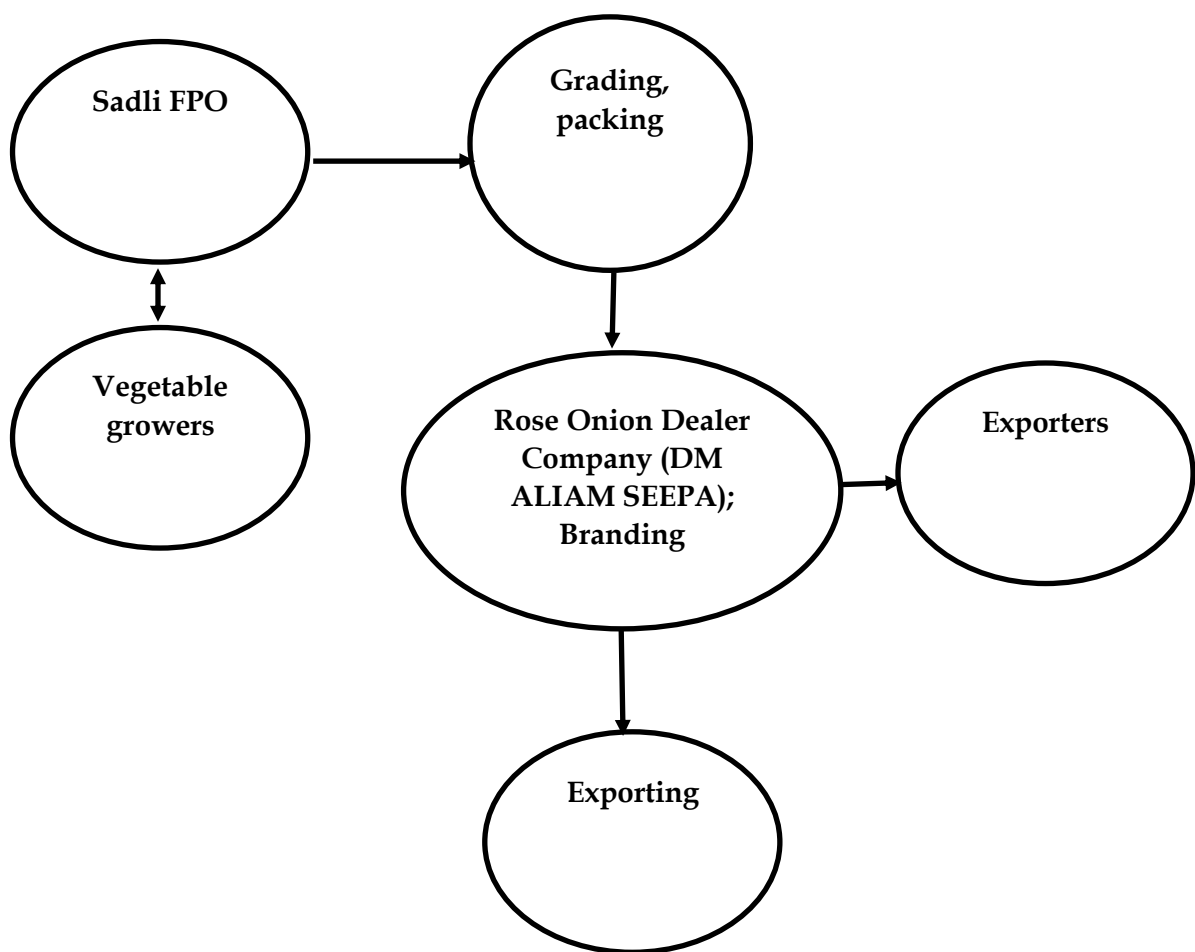 Sadli FPO
Grading,
packing
Vegetable
growers
Rose Onion Dealer
Company (DM
ALIAM SEEPA);
Branding
Exporters
Exporting